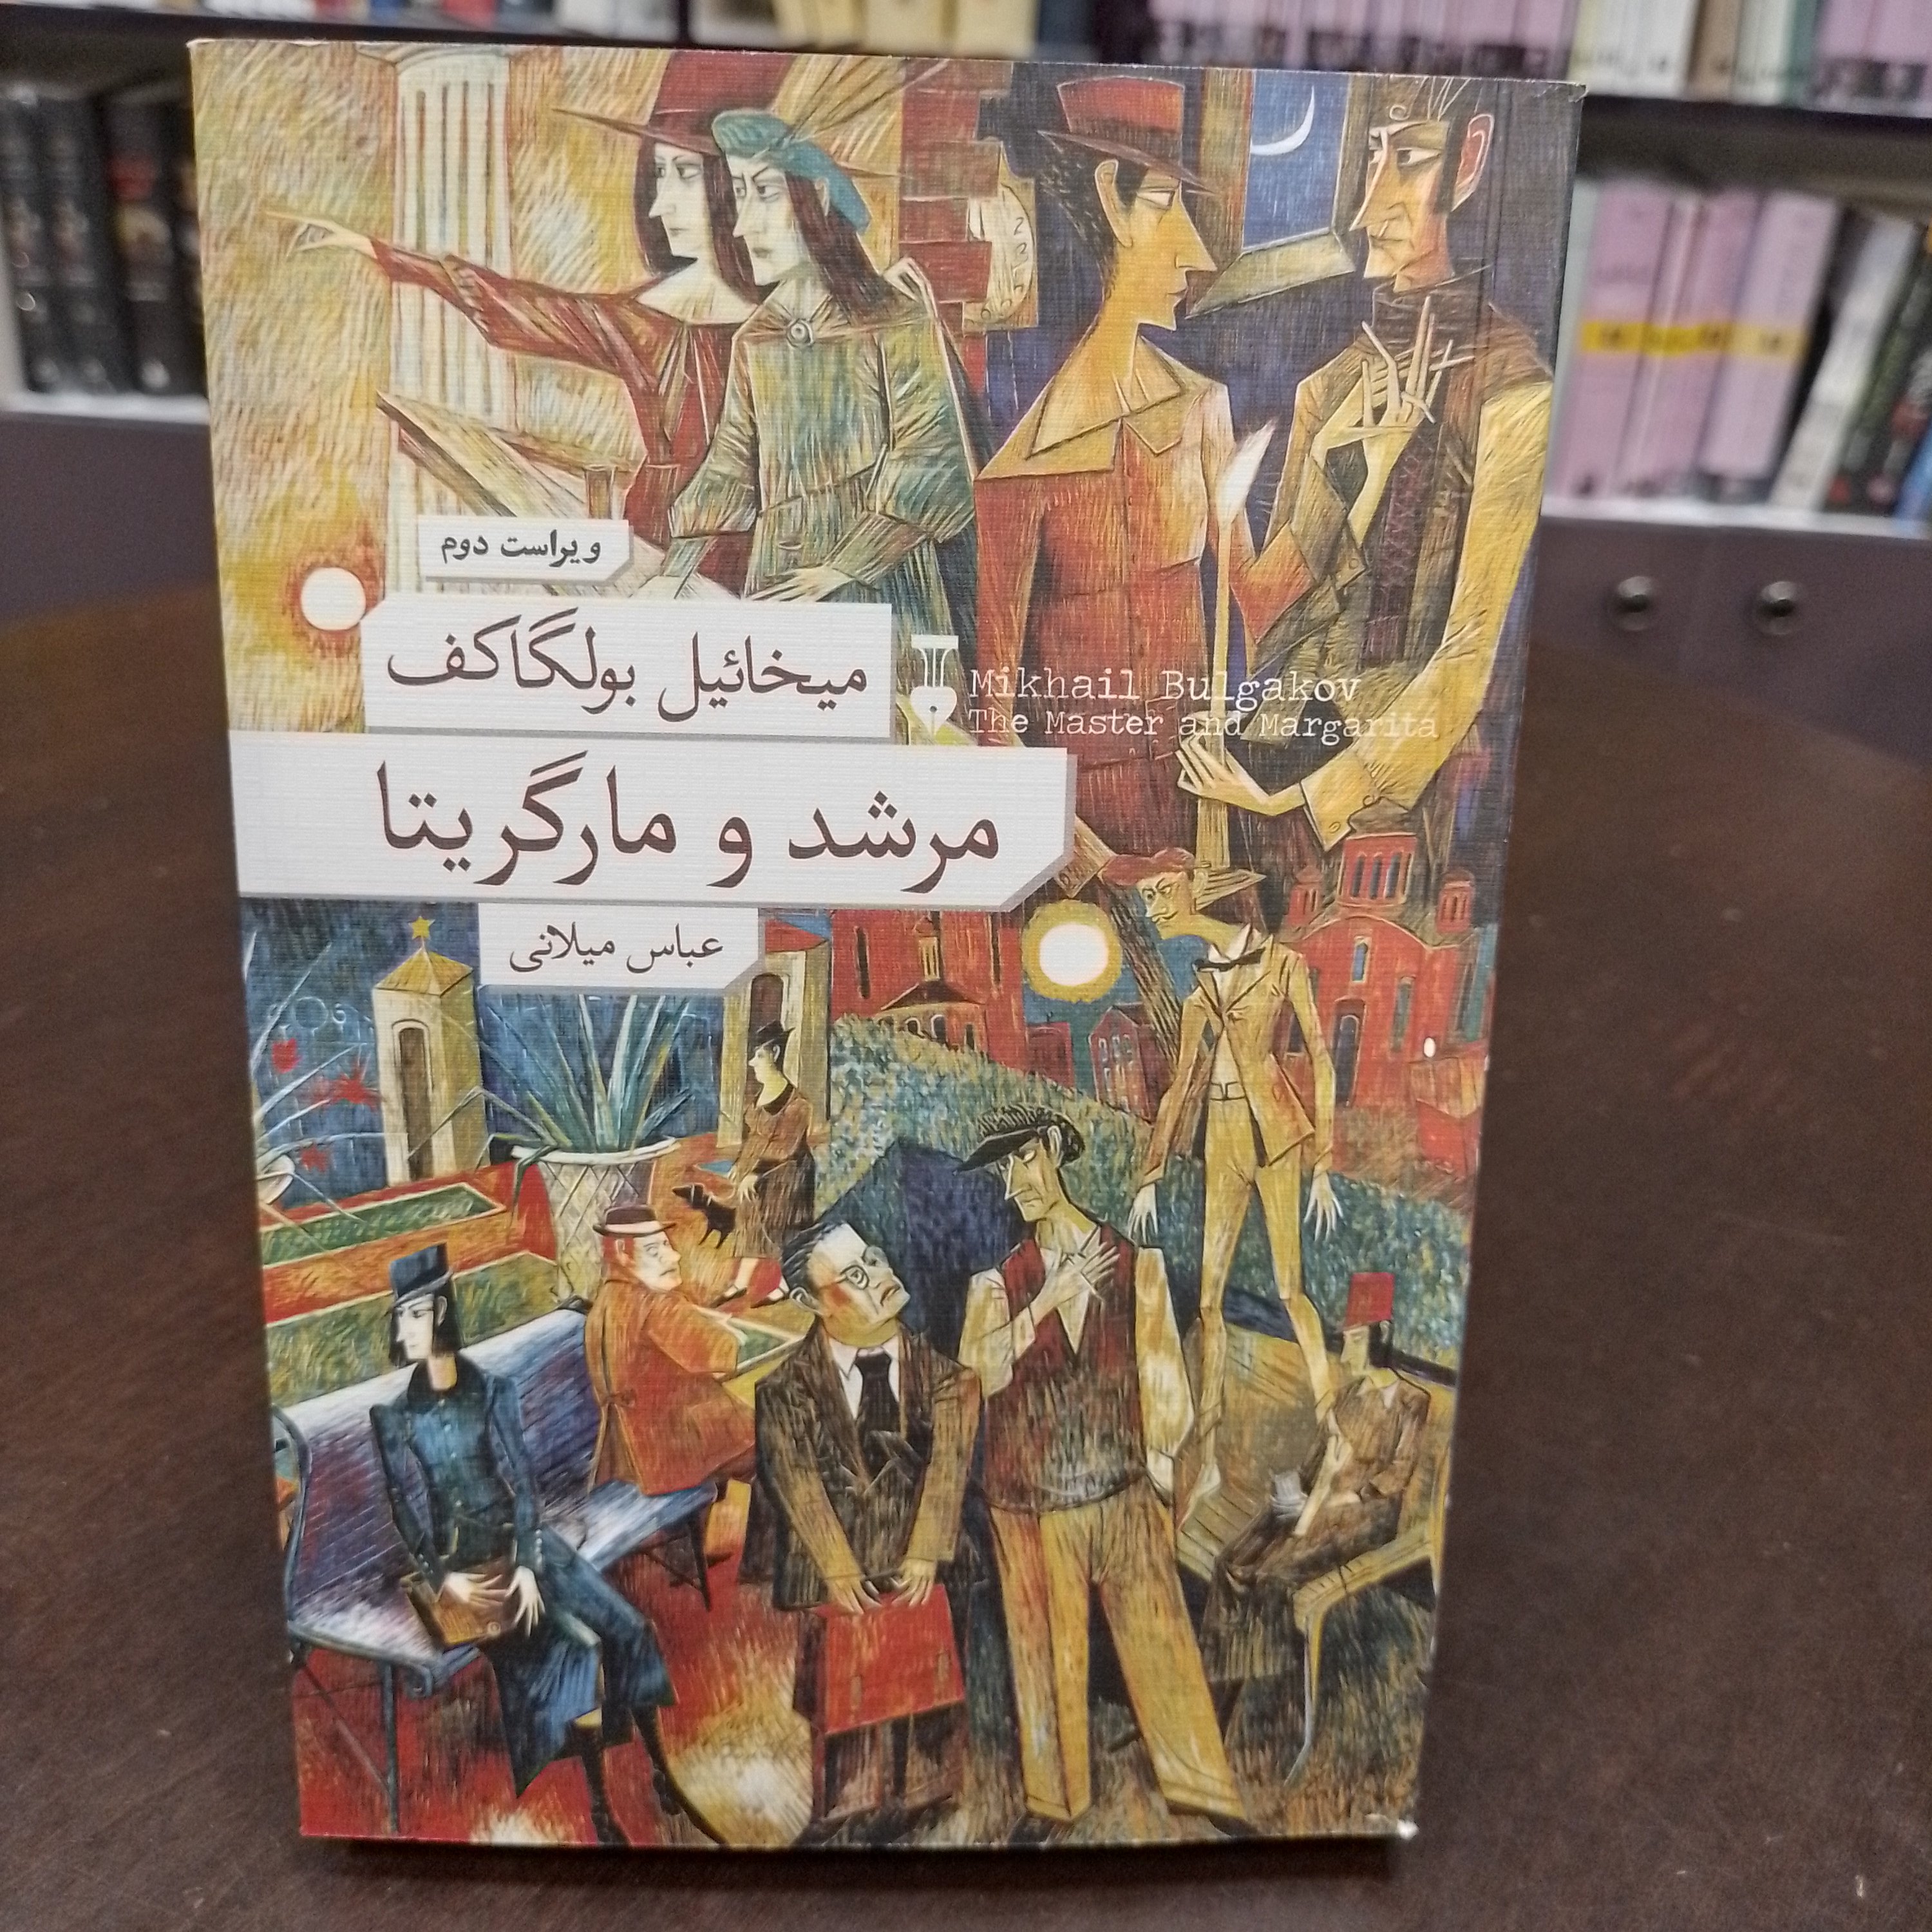 ویراست دوم
میخائیل بولگاکف
Mikhail Bulgakov
The Master and Margarita
مرشد و مارگریتا
عباس میلانی